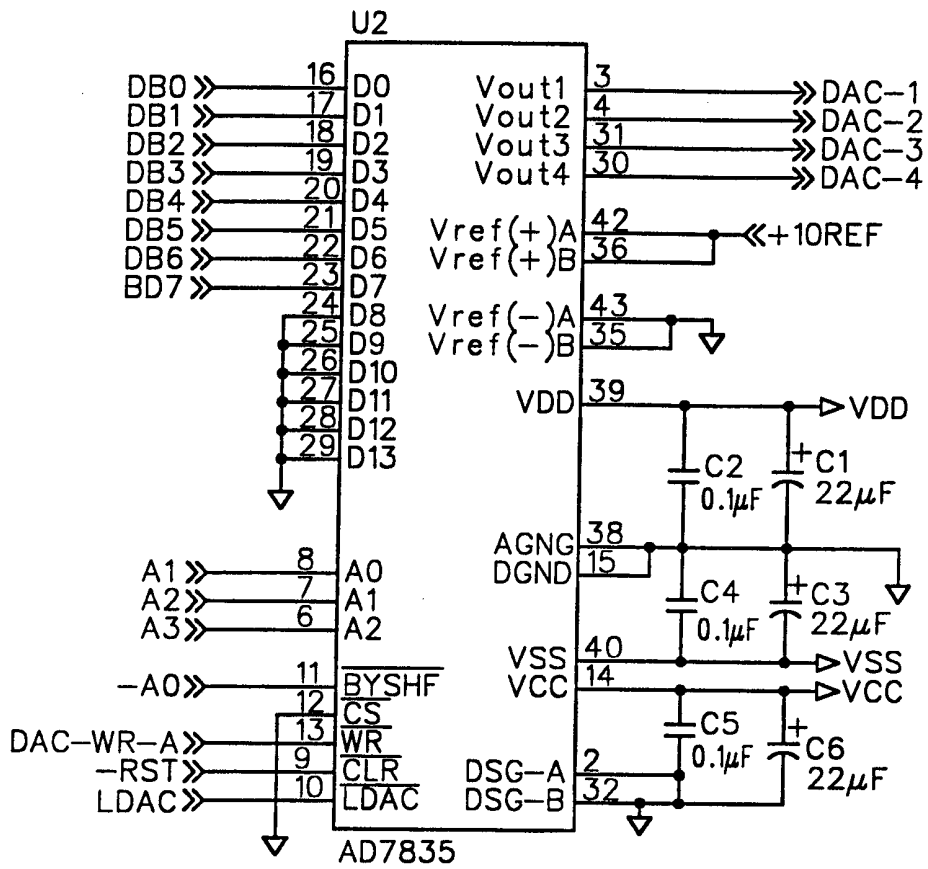 U2
DB0 16 D0 Vout1 3 DAC-1
DB1 17 D1 Vout2 4 DAC-2
DB2 18 D2 Vout3 31 DAC-3
DB3 19 D3 Vout4 30 DAC-4
DB4 20 D4
DB5 21 D5 Vref(+)A 42 +10REF
DB6 22 D6 Vref(+)B 36
BD7 23 D7
24 D8 Vref(-)A 43
25 D9 Vref(-)B 35
26 D10
27 D11 VDD 39 VDD
28 D12
29 D13
C2 0.1µF
+ C1 22µF
AGNG 38
DGND 15
A1 8 A0
A2 7 A1
A3 6 A2
C4 0.1µF
+ C3 22µF
VSS 40 VSS
-A0 11 BYSHF VCC 14 VCC
12 CS
DAC-WR-A 13 WR
C5 0.1µF
+ C6 22µF
-RST 9 CLR DSG-A 2
LDAC 10 LDAC DSG-B 32
AD7835